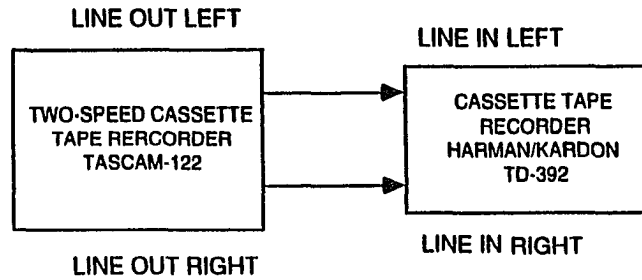 LINE OUT LEFT
LINE IN LEFT
TWO-SPEED CASSETTE
TAPE RERCORDER
TASCAM-122
CASSETTE TAPE
RECORDER
HARMAN/KARDON
TD-392
LINE OUT RIGHT
LINE IN RIGHT